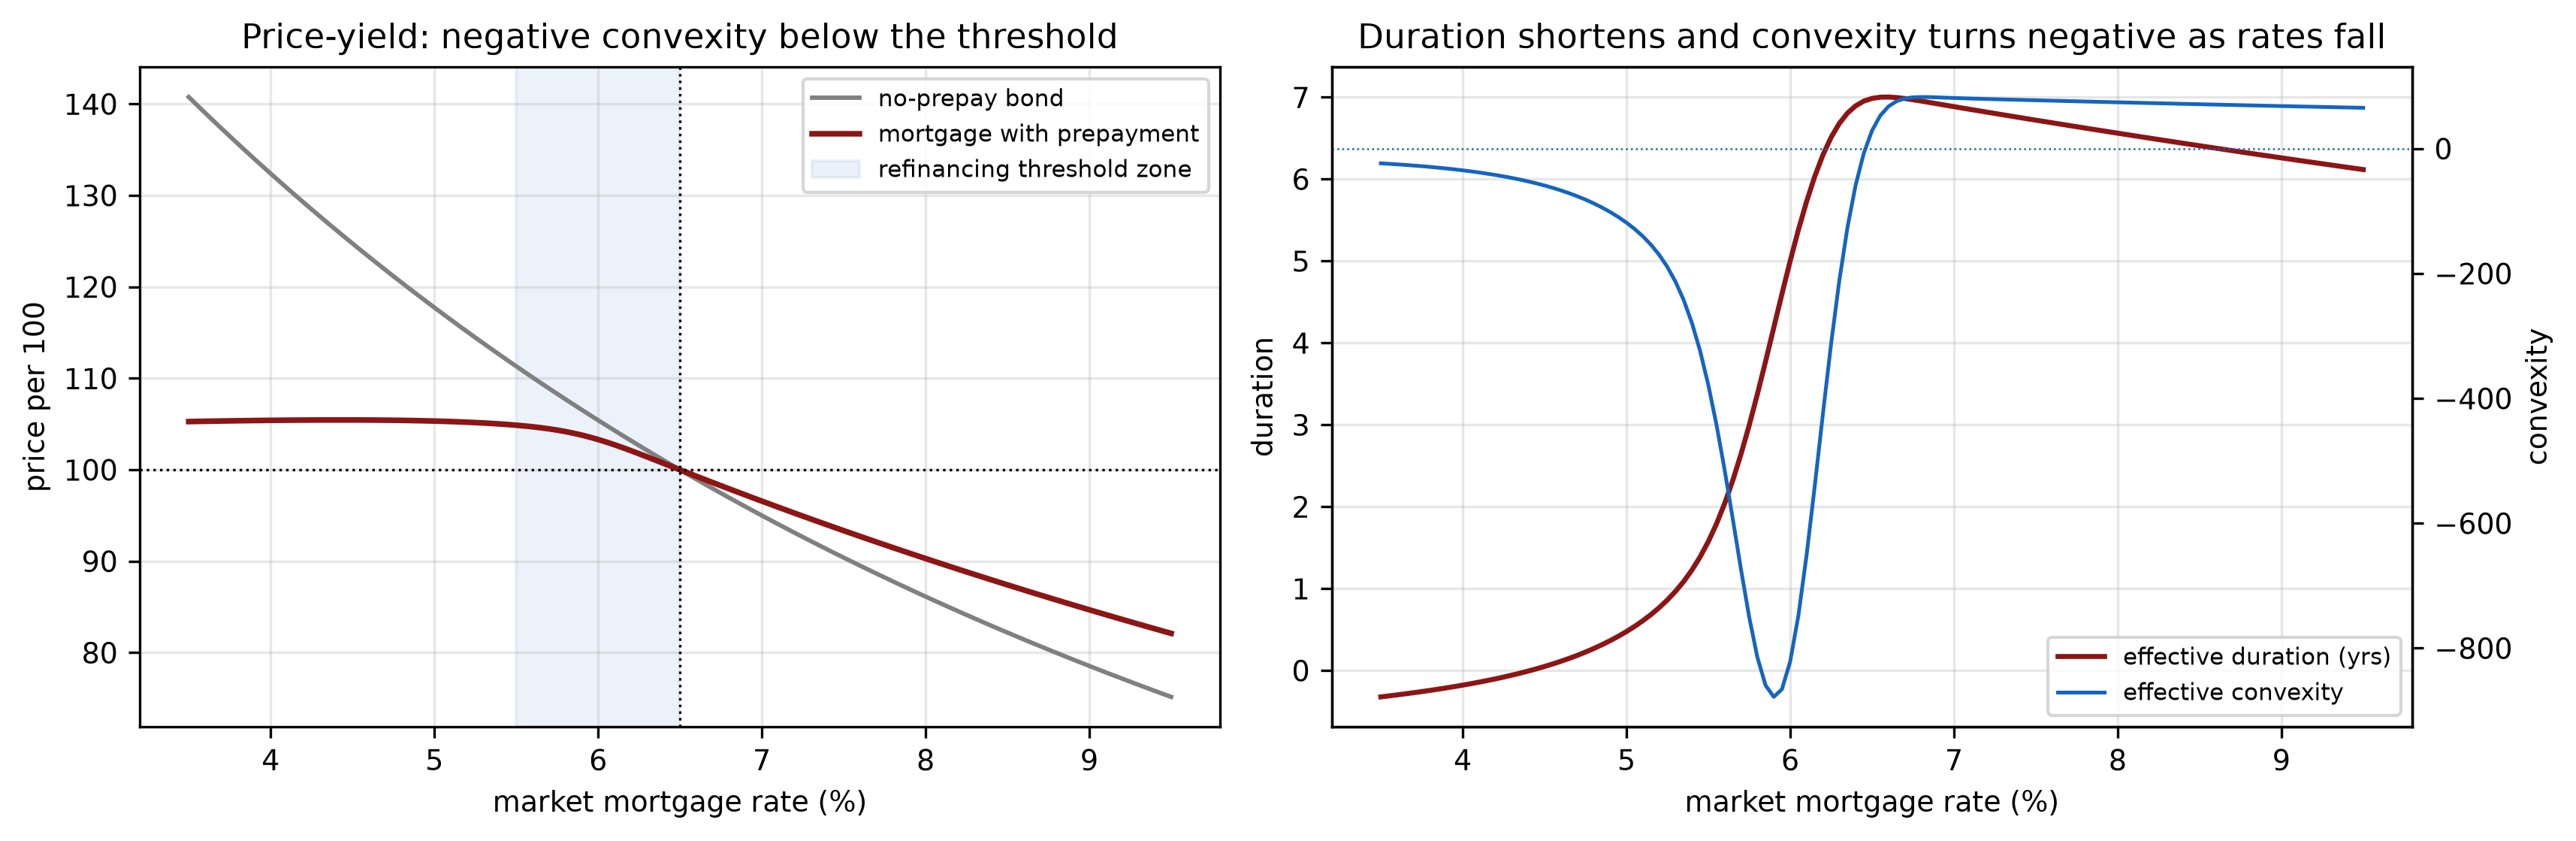 Price-yield: negative convexity below the threshold
140
130
120
110
100
90
80
price per 100
no-prepay bond
mortgage with prepayment
refinancing threshold zone
4 5 6 7 8 9
market mortgage rate (%)
Duration shortens and convexity turns negative as rates fall
7
6
5
4
3
2
1
0
duration
0
−200
−400
−600
−800
convexity
effective duration (yrs)
effective convexity
4 5 6 7 8 9
market mortgage rate (%)